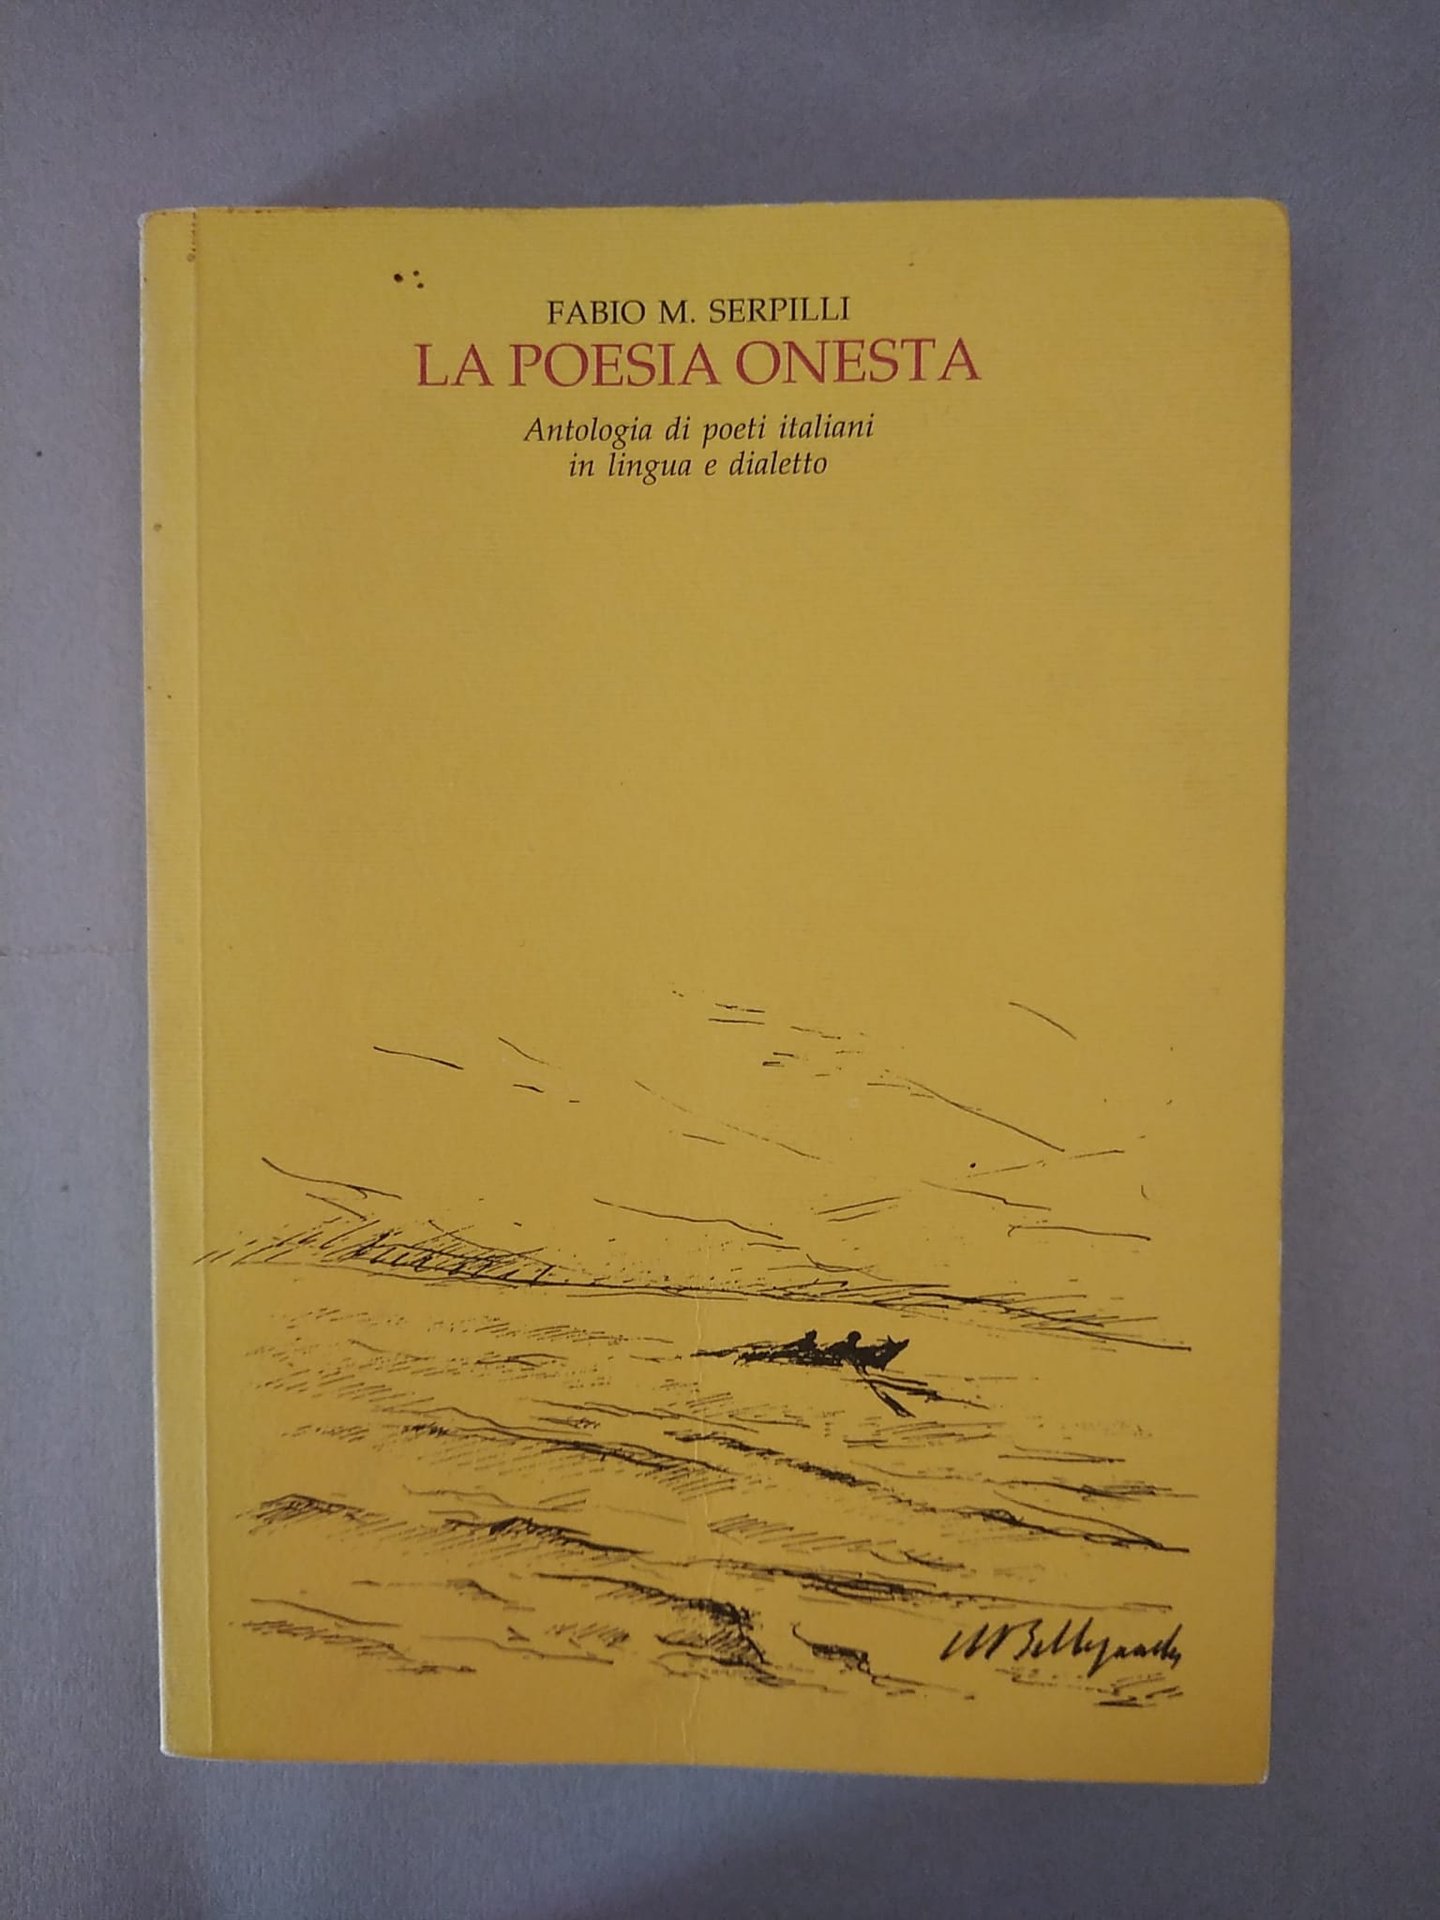 FABIO M. SERPILLI
LA POESIA ONESTA
Antologia di poeti italiani
in lingua e dialetto